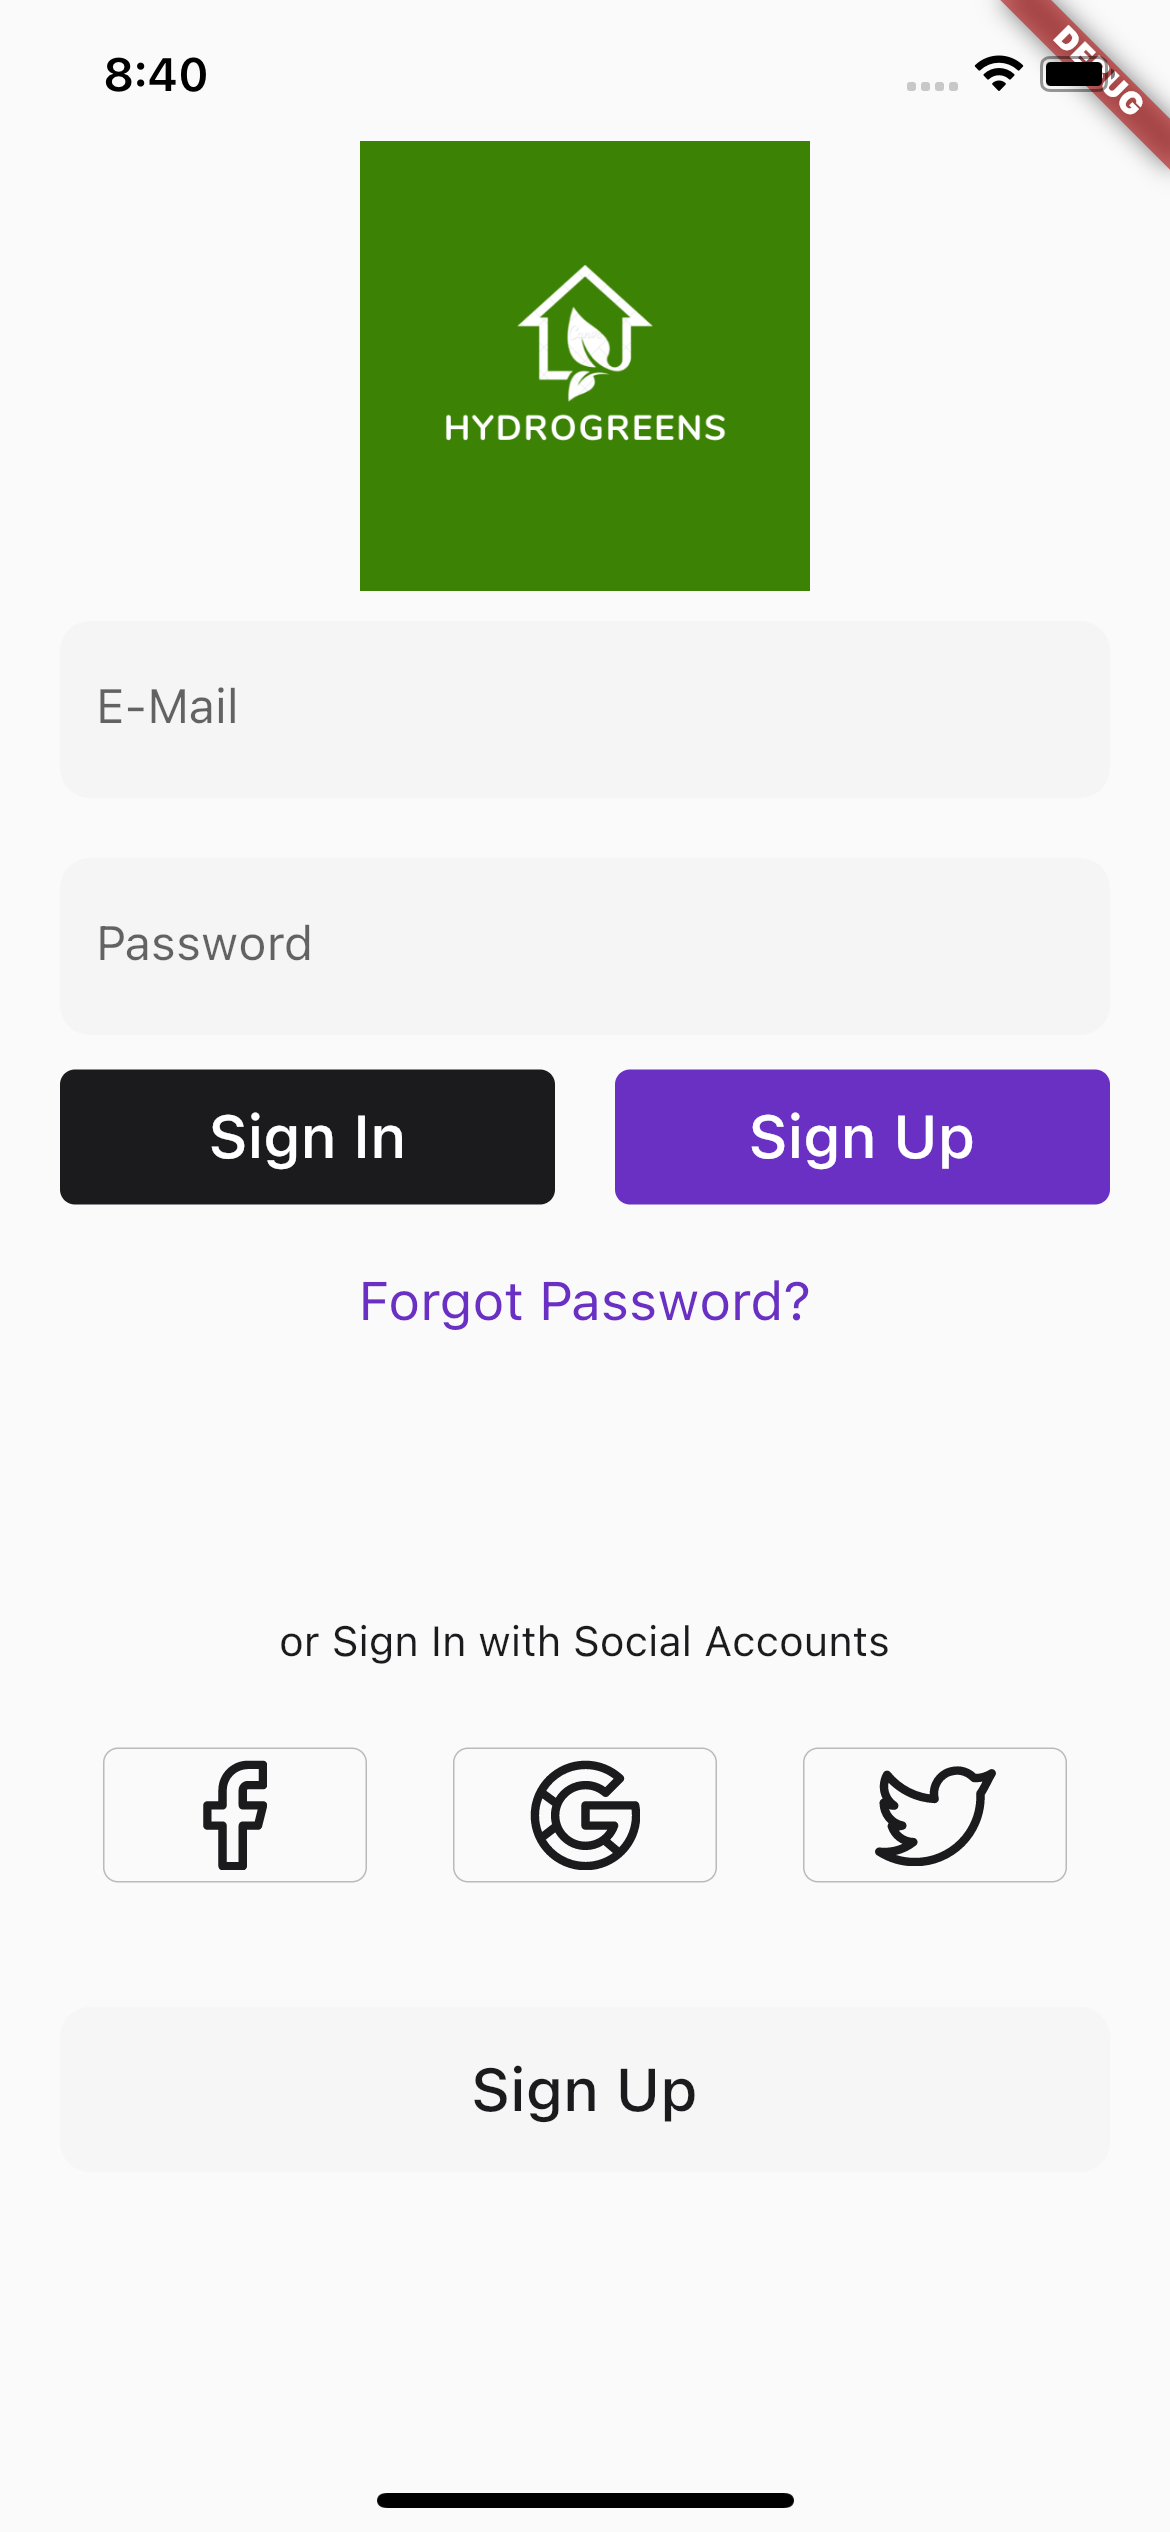 8:40
DEBUG
HYDROGREENS
E-Mail
Password
Sign In
Sign Up
Forgot Password?
or Sign In with Social Accounts
Sign Up